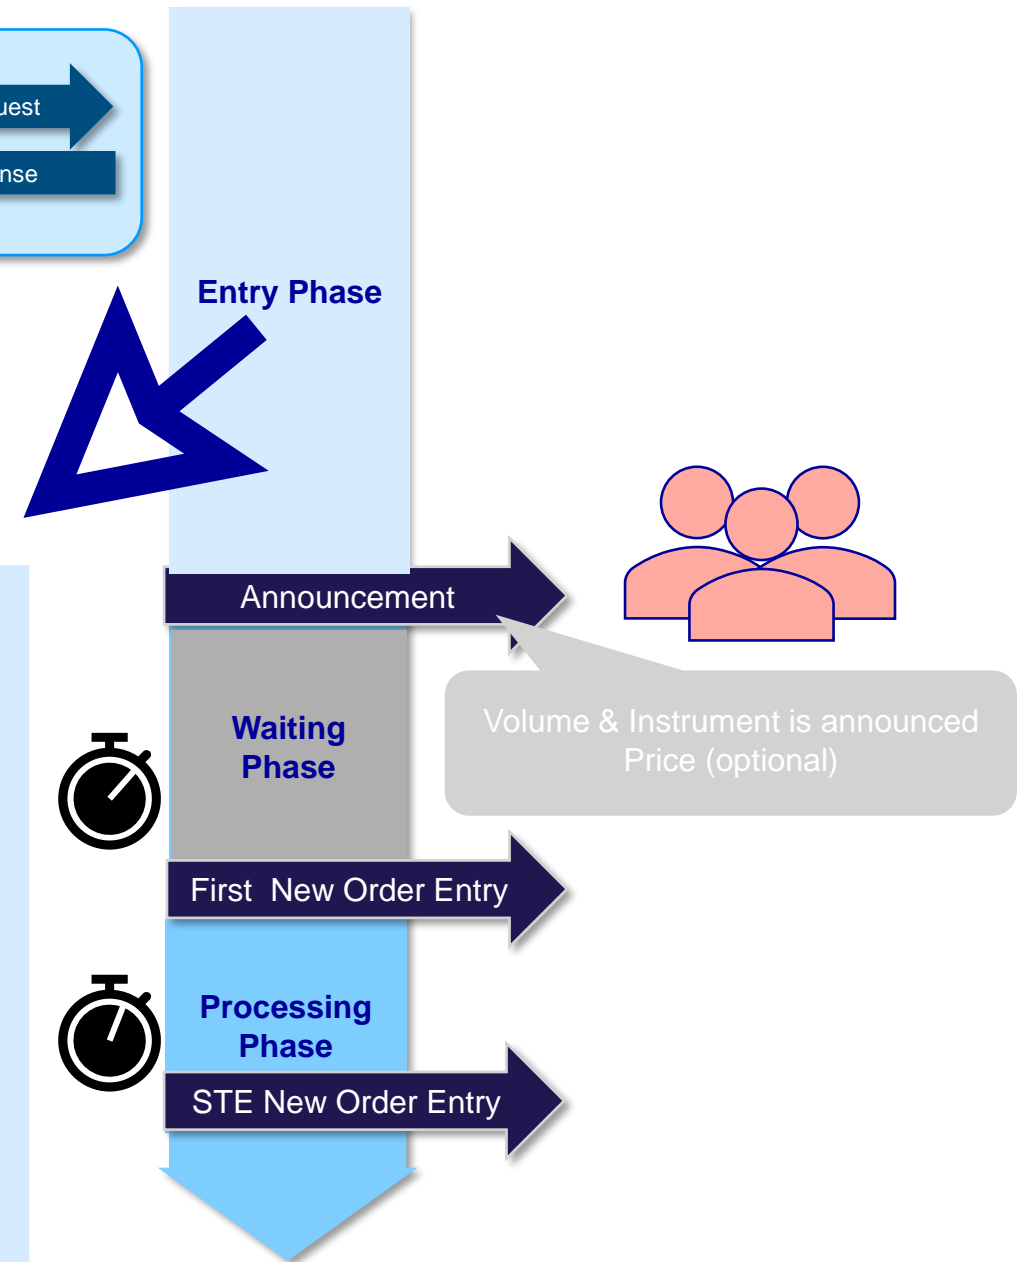 Entry Phase
Announcement
Waiting
Phase
Volume & Instrument is announced
Price (optional)
First New Order Entry
Processing
Phase
STE New Order Entry